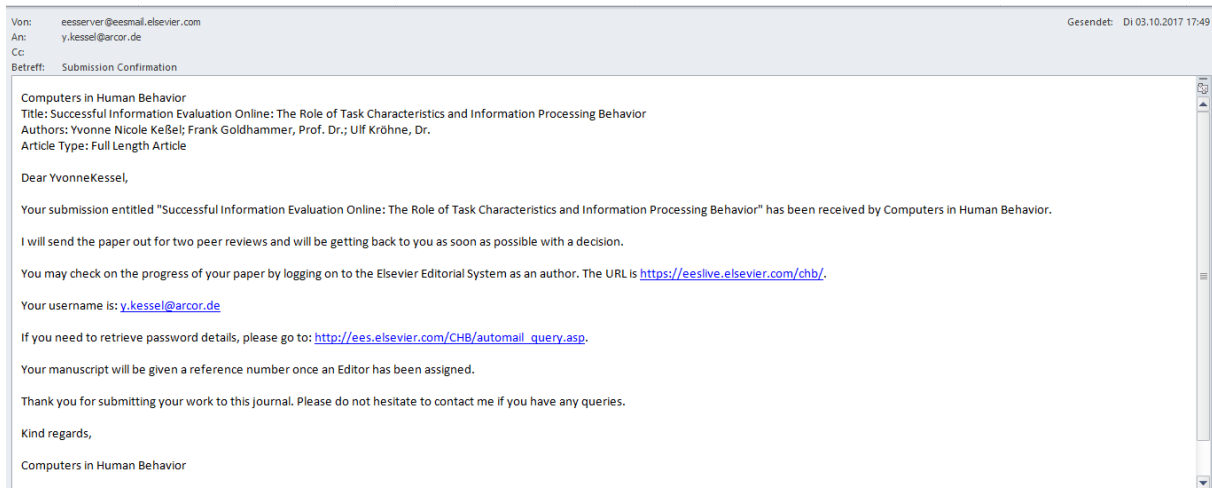 Von: eesserver@eesmail.elsevier.com Gesendet: Di 03.10.2017 17:49
An: y.kessel@arcor.de
Cc:
Betreff: Submission Confirmation
Computers in Human Behavior
Title: Successful Information Evaluation Online: The Role of Task Characteristics and Information Processing Behavior
Authors: Yvonne Nicole Keßel; Frank Goldhammer, Prof. Dr.; Ulf Kröhne, Dr.
Article Type: Full Length Article
Dear YvonneKessel,
Your submission entitled "Successful Information Evaluation Online: The Role of Task Characteristics and Information Processing Behavior" has been received by Computers in Human Behavior.
I will send the paper out for two peer reviews and will be getting back to you as soon as possible with a decision.
You may check on the progress of your paper by logging on to the Elsevier Editorial System as an author. The URL is https://eeslive.elsevier.com/chb/.
Your username is: y.kessel@arcor.de
If you need to retrieve password details, please go to: http://ees.elsevier.com/CHB/automail_query.asp.
Your manuscript will be given a reference number once an Editor has been assigned.
Thank you for submitting your work to this journal. Please do not hesitate to contact me if you have any queries.
Kind regards,
Computers in Human Behavior